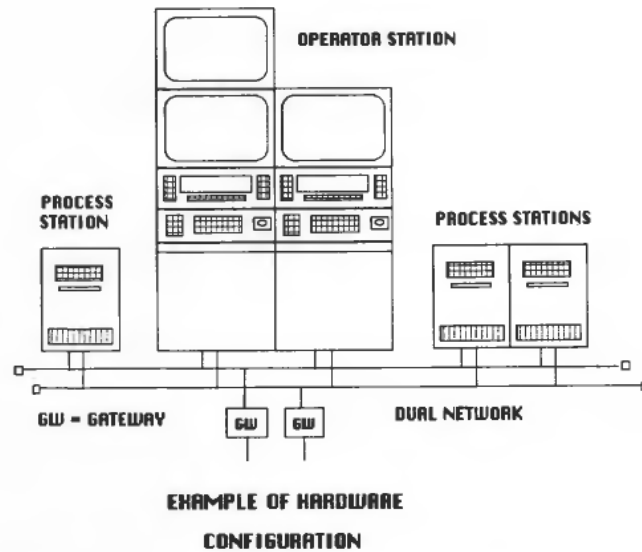 OPERATOR STATION
PROCESS
STATION
PROCESS STATIONS
GW = GATEWAY
GW
GW
DUAL NETWORK
EXAMPLE OF HARDWARE
CONFIGURATION